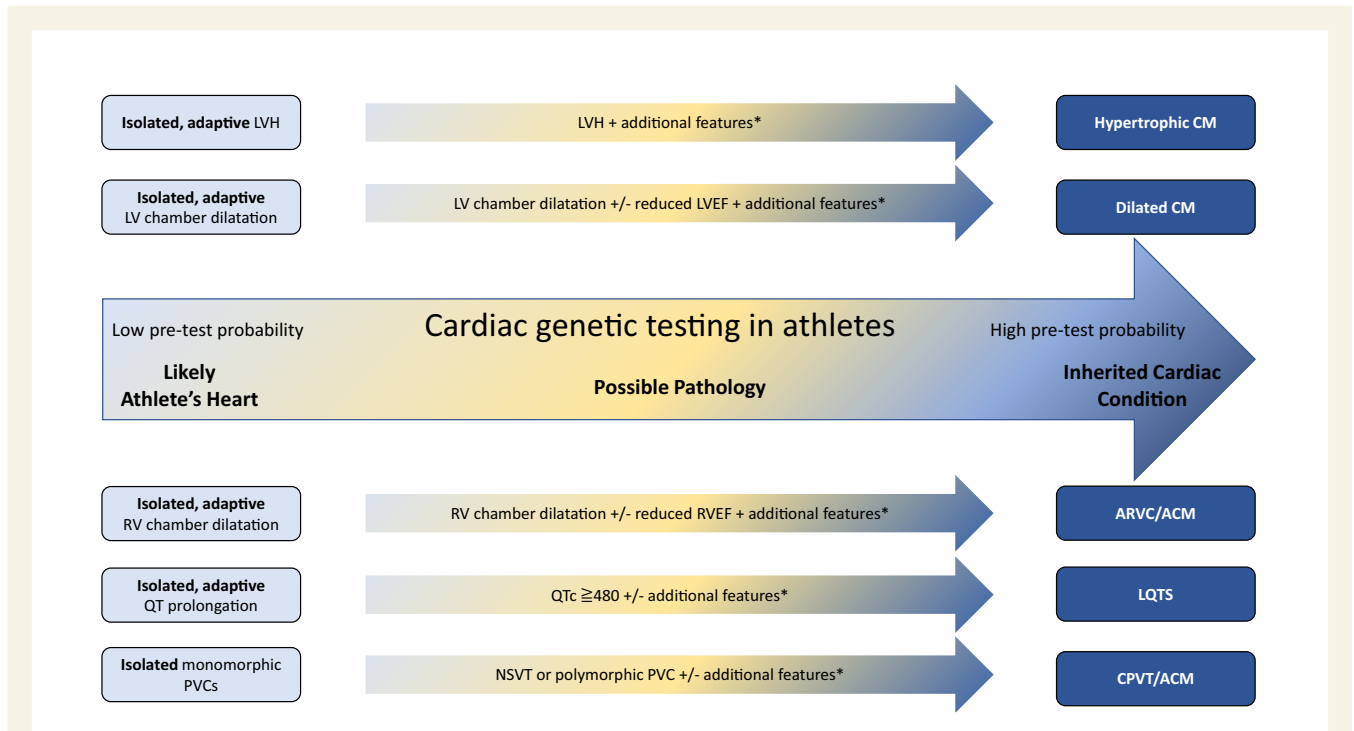 Isolated, adaptive LVH
LVH + additional features*
Hypertrophic CM
Isolated, adaptive
LV chamber dilatation
LV chamber dilatation +/- reduced LVEF + additional features*
Dilated CM
Cardiac genetic testing in athletes
Low pre-test probability
High pre-test probability
Likely
Athlete's Heart
Possible Pathology
Inherited Cardiac
Condition
Isolated, adaptive
RV chamber dilatation
RV chamber dilatation +/- reduced RVEF + additional features*
ARVC/ACM
Isolated, adaptive
QT prolongation
QTc ≧480 +/- additional features*
LQTS
Isolated monomorphic
PVCs
NSVT or polymorphic PVC +/- additional features*
CPVT/ACM